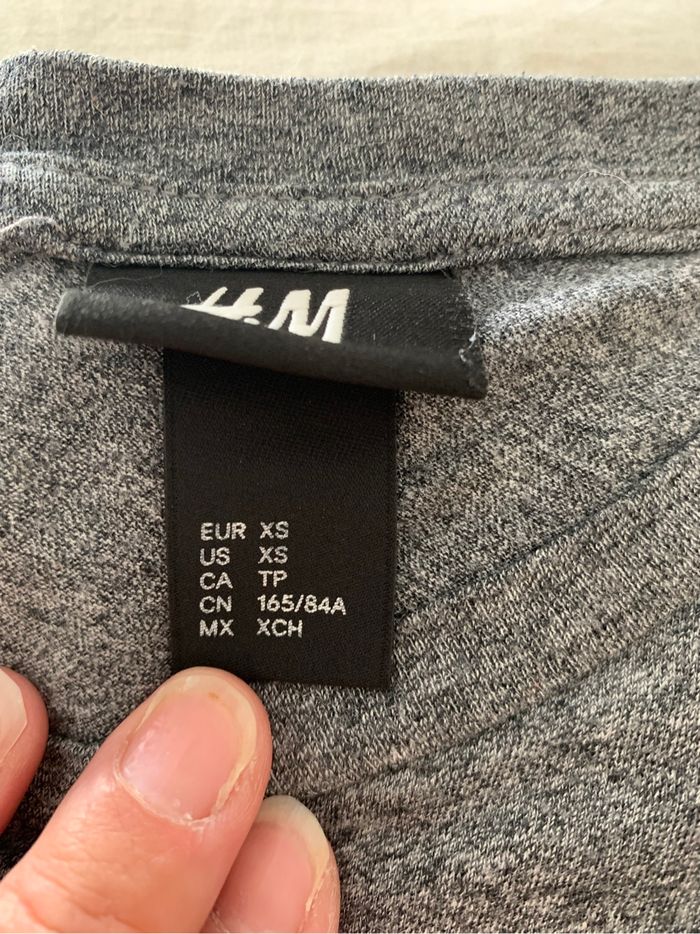 H&M
EUR XS
US XS
CA TP
CN 165/84A
MX XCH